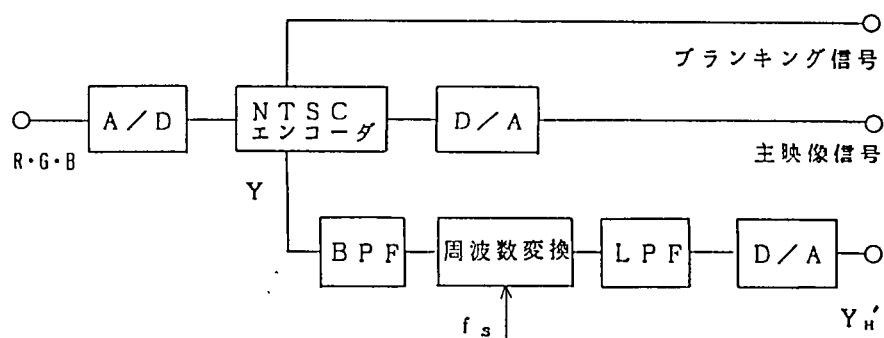 ブランキング信号
A/D
NTSC
エンコーダ
D/A
R・G・B
主映像信号
Y
BPF
周波数変換
LPF
D/A
fs
YH′